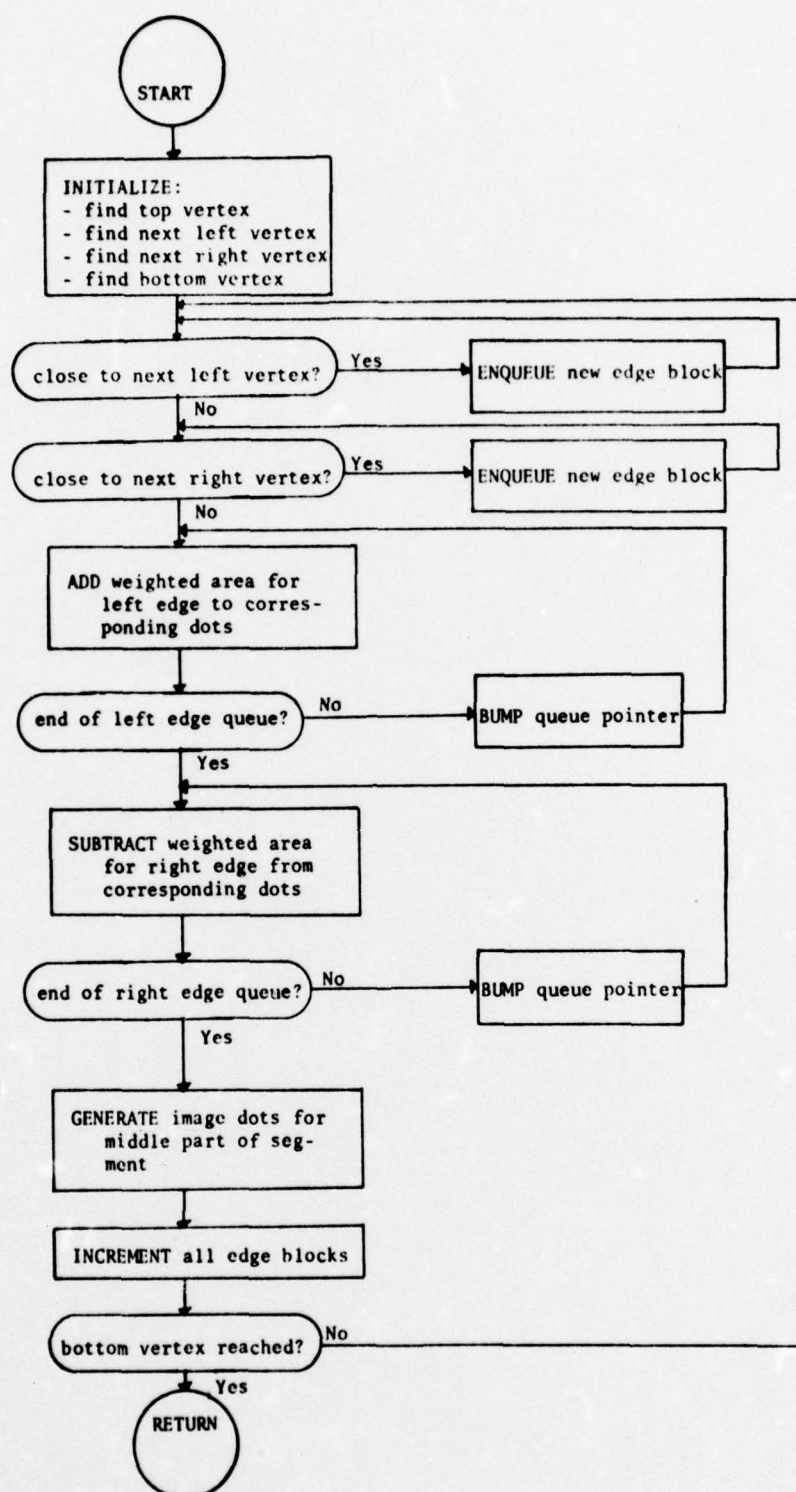 START
INITIALIZE:
- find top vertex
- find next left vertex
- find next right vertex
- find bottom vertex
close to next left vertex?
Yes
ENQUEUE new edge block
No
close to next right vertex?
Yes
ENQUEUE new edge block
No
ADD weighted area for
left edge to corres-
ponding dots
end of left edge queue?
No
BUMP queue pointer
Yes
SUBTRACT weighted area
for right edge from
corresponding dots
end of right edge queue?
No
BUMP queue pointer
Yes
GENERATE image dots for
middle part of seg-
ment
INCREMENT all edge blocks
bottom vertex reached?
No
Yes
RETURN